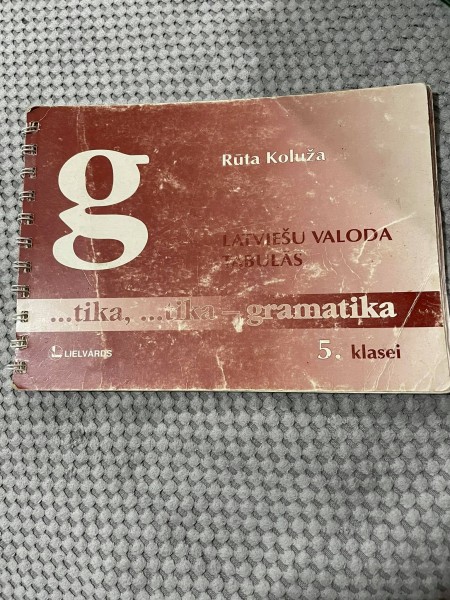 g
Rūta Koluža
LATVIEŠU VALODA
TABULĀS
...tika, ...tika – gramatika
LIELVĀRDS
5. klasei